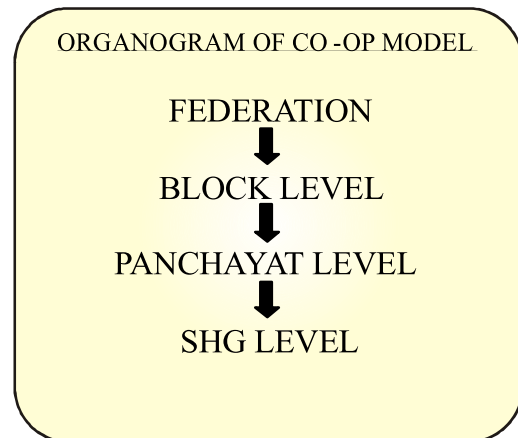 ORGANOGRAM OF CO -OP MODEL
FEDERATION
BLOCK LEVEL
PANCHAYAT LEVEL
SHG LEVEL